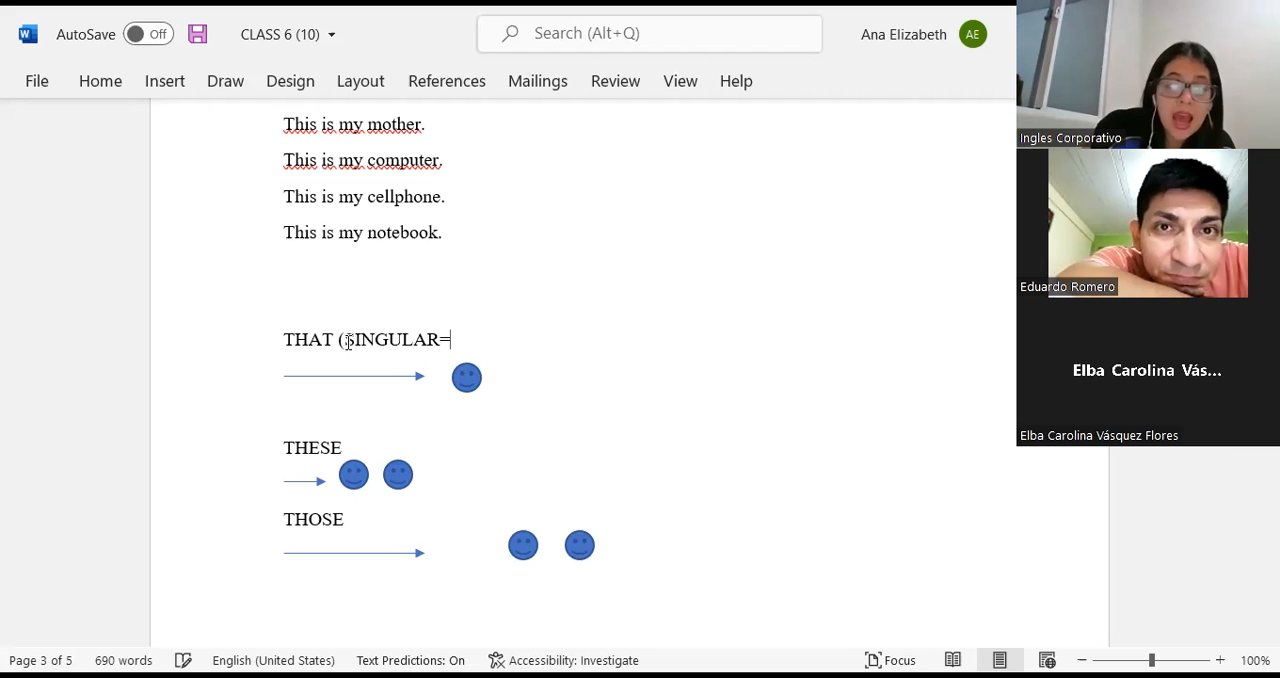 AutoSave Off CLASS 6 (10) Search (Alt+Q) Ana Elizabeth AE
File Home Insert Draw Design Layout References Mailings Review View Help
This is my mother.
This is my computer.
This is my cellphone.
This is my notebook.
THAT (SINGULAR=
THESE
THOSE
Ingles Corporativo
Eduardo Romero
Elba Carolina Vás...
Elba Carolina Vásquez Flores
Page 3 of 5 690 words English (United States) Text Predictions: On Accessibility: Investigate Focus 100%